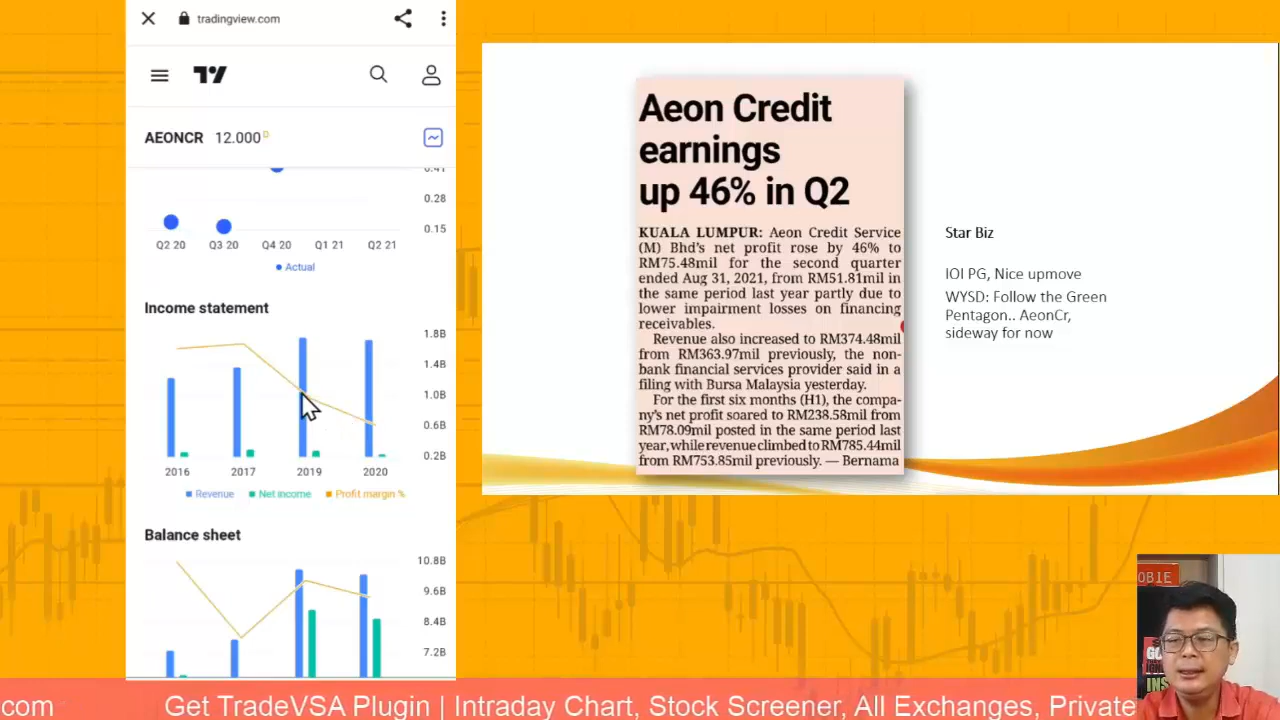 tradingview.com
AEONCR 12.000 D
0.41
0.28
0.15
Q2 20 Q3 20 Q4 20 Q1 21 Q2 21
Actual
Income statement
1.8B
1.4B
1.0B
0.6B
0.2B
2016 2017 2019 2020
Revenue Net income Profit margin %
Balance sheet
10.8B
9.6B
8.4B
7.2B
Aeon Credit
earnings
up 46% in Q2
KUALA LUMPUR: Aeon Credit Service
(M) Bhd's net profit rose by 46% to
RM75.48mil for the second quarter
ended Aug 31, 2021, from RM51.81mil in
the same period last year partly due to
lower impairment losses on financing
receivables.
Revenue also increased to RM374.48mil
from RM363.97mil previously, the non-
bank financial services provider said in a
filing with Bursa Malaysia yesterday.
For the first six months (H1), the compa-
ny's net profit soared to RM238.58mil from
RM78.09mil posted in the same period last
year, while revenue climbed to RM785.44mil
from RM753.85mil previously. — Bernama
Star Biz
IOI PG, Nice upmove
WYSD: Follow the Green
Pentagon.. AeonCr,
sideway for now
OBIE
com Get TradeVSA Plugin | Intraday Chart, Stock Screener, All Exchanges, Private